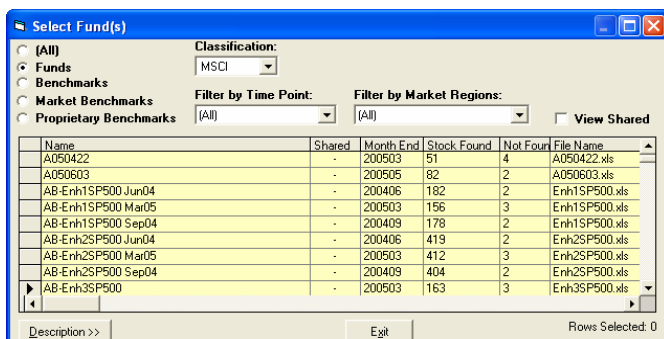 Select Fund(s)
(All)
Funds
Benchmarks
Market Benchmarks
Proprietary Benchmarks
Classification:
MSCI
Filter by Time Point:
(All)
Filter by Market Regions:
(All)
View Shared
Name Shared Month End Stock Found Not Foun File Name
A050422 - 200503 51 4 A050422.xls
A050603 - 200505 82 2 A050603.xls
AB-Enh1SP500 Jun04 - 200406 182 2 Enh1SP500.xls
AB-Enh1SP500 Mar05 - 200503 156 3 Enh1SP500.xls
AB-Enh1SP500 Sep04 - 200409 178 2 Enh1SP500.xls
AB-Enh2SP500 Jun04 - 200406 419 2 Enh2SP500.xls
AB-Enh2SP500 Mar05 - 200503 412 3 Enh2SP500.xls
AB-Enh2SP500 Sep04 - 200409 404 2 Enh2SP500.xls
AB-Enh3SP500 - 200503 163 3 Enh3SP500.xls
Description >> Exit Rows Selected: 0